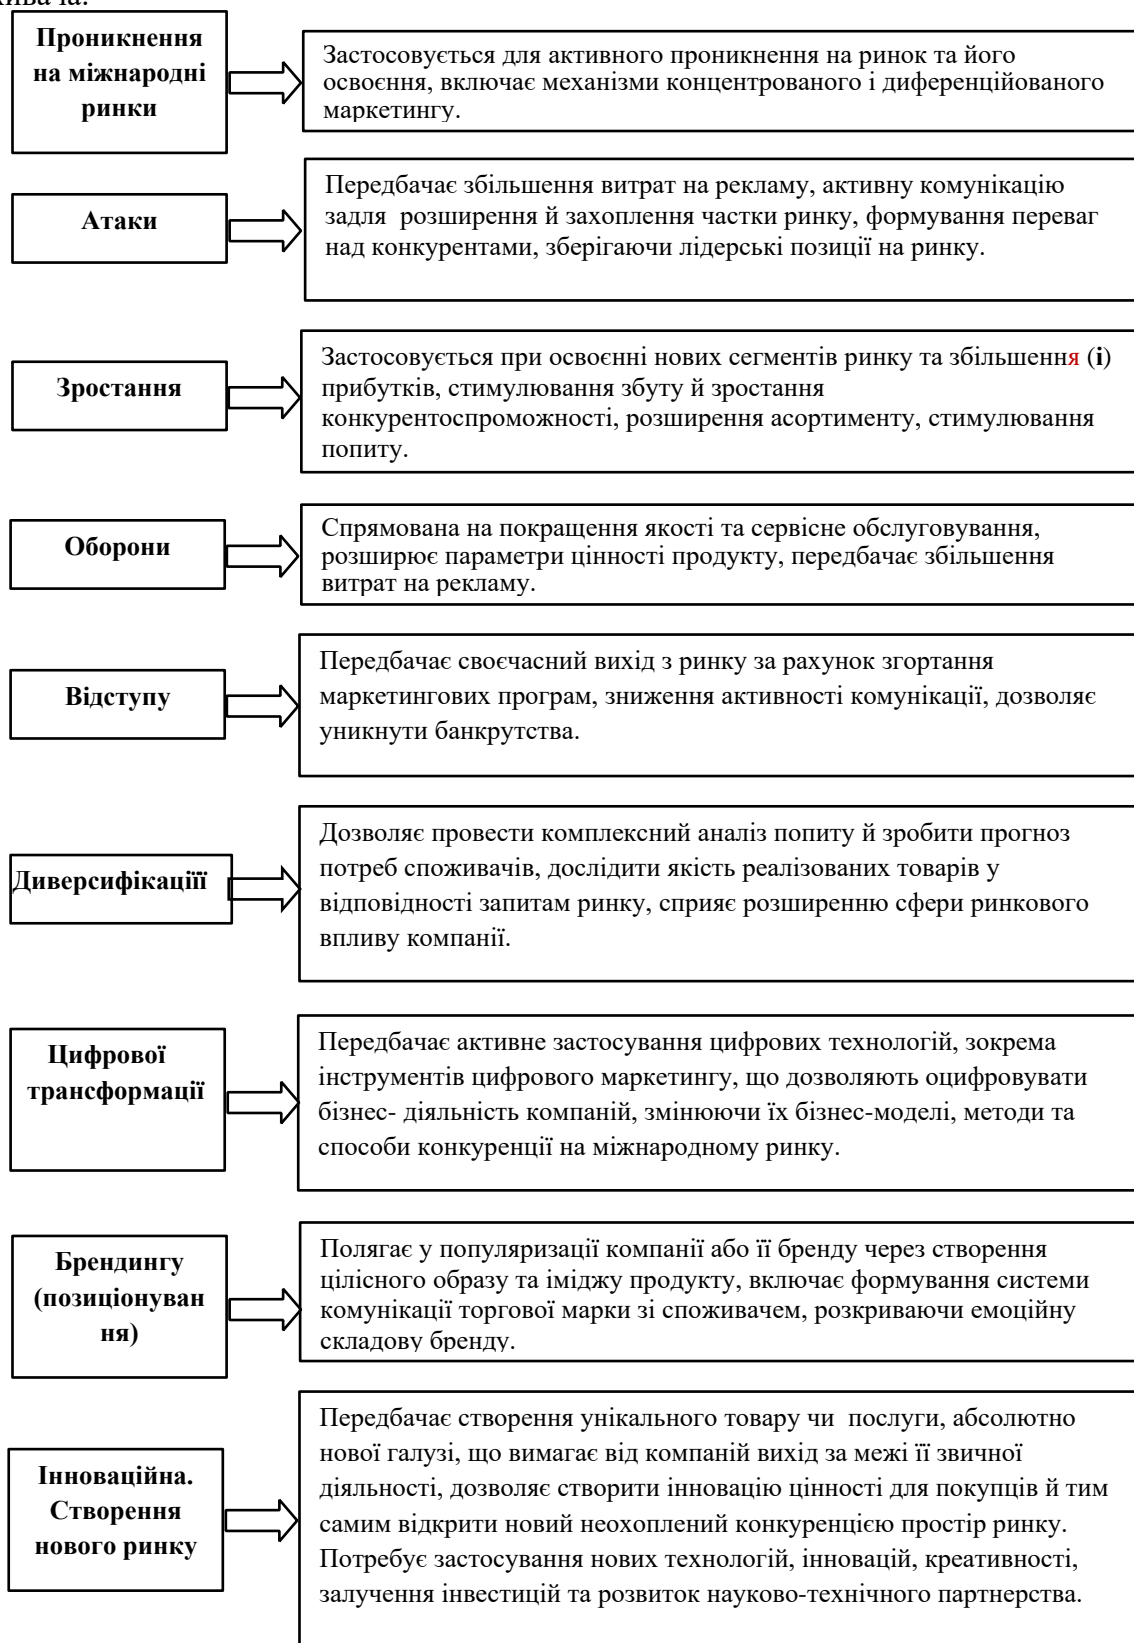 Проникнення
на міжнародні
ринки
Застосовується для активного проникнення на ринок та його
освоєння, включає механізми концентрованого і диференційованого
маркетингу.
Атаки
Передбачає збільшення витрат на рекламу, активну комунікацію
задля розширення й захоплення частки ринку, формування переваг
над конкурентами, зберігаючи лідерські позиції на ринку.
Зростання
Застосовується при освоєнні нових сегментів ринку та збільшення (і)
прибутків, стимулювання збуту й зростання
конкурентоспроможності, розширення асортименту, стимулювання
попиту.
Оборони
Спрямована на покращення якості та сервісне обслуговування,
розширює параметри цінності продукту, передбачає збільшення
витрат на рекламу.
Відступу
Передбачає своєчасний вихід з ринку за рахунок згортання
маркетингових програм, зниження активності комунікації, дозволяє
уникнути банкрутства.
Диверсифікаціїї
Дозволяє провести комплексний аналіз попиту й зробити прогноз
потреб споживачів, дослідити якість реалізованих товарів у
відповідності запитам ринку, сприяє розширенню сфери ринкового
впливу компанії.
Цифрової
трансформації
Передбачає активне застосування цифрових технологій, зокрема
інструментів цифрового маркетингу, що дозволяють оцифровувати
бізнес- діяльність компаній, змінюючи їх бізнес-моделі, методи та
способи конкуренції на міжнародному ринку.
Брендингу
(позиціонуван
ня)
Полягає у популяризації компанії або її бренду через створення
цілісного образу та іміджу продукту, включає формування системи
комунікації торгової марки зі споживачем, розкриваючи емоційну
складову бренду.
Інноваційна.
Створення
нового ринку
Передбачає створення унікального товару чи послуги, абсолютно
нової галузі, що вимагає від компаній вихід за межі її звичної
діяльності, дозволяє створити інновацію цінності для покупців й тим
самим відкрити новий неохоплений конкуренцією простір ринку.
Потребує застосування нових технологій, інновацій, креативності,
залучення інвестицій та розвиток науково-технічного партнерства.